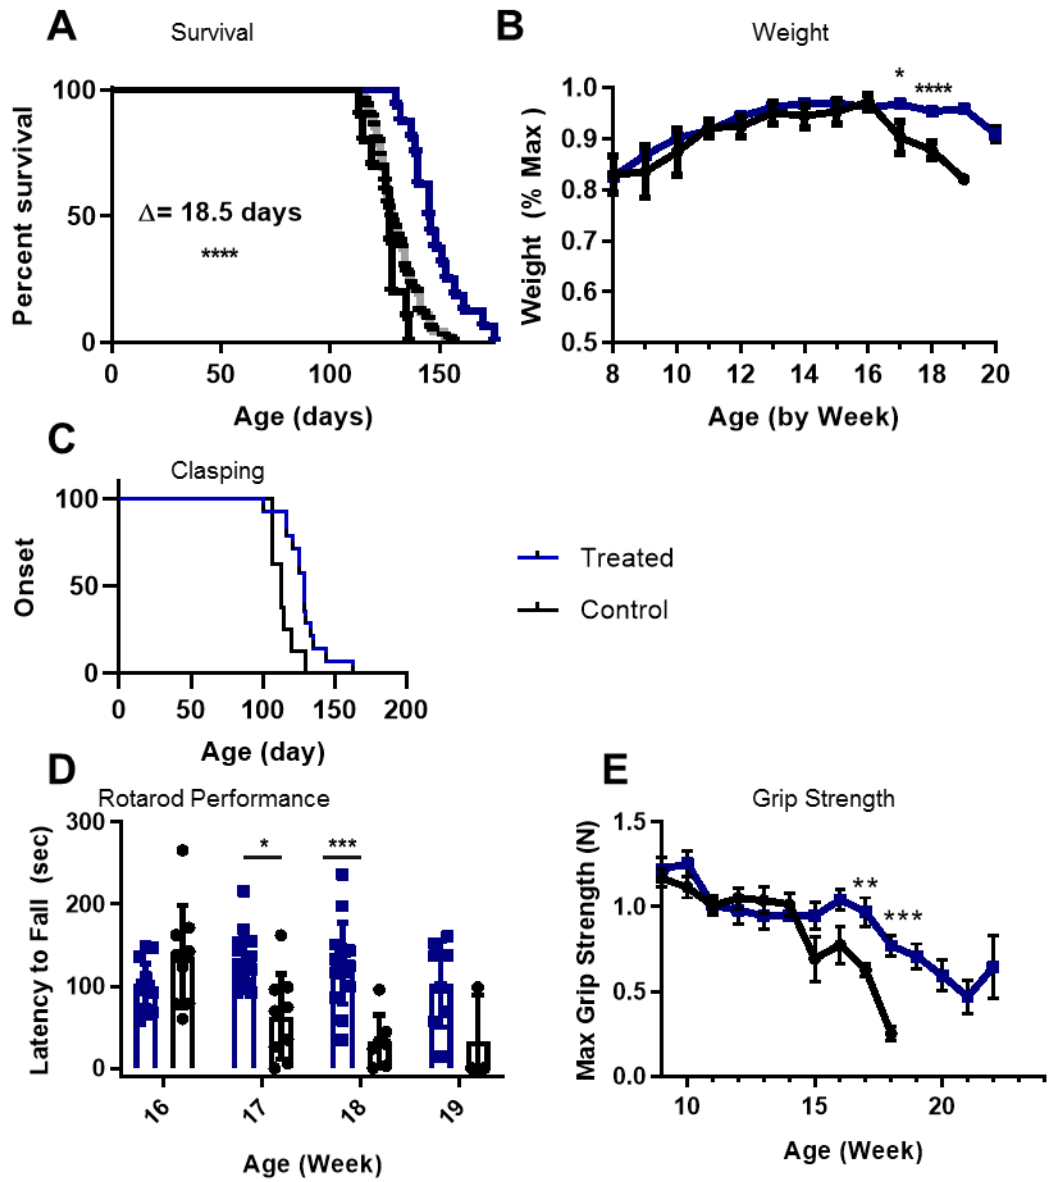 A
Survival
Percent survival
100
50
0
Δ= 18.5 days
****
0 50 100 150
Age (days)
B
Weight
Weight (% Max)
1.0
0.9
0.8
0.7
0.6
0.5
* ****
8 10 12 14 16 18 20
Age (by Week)
C
Clasping
Onset
100
50
0
0 50 100 150 200
Age (day)
Treated
Control
D
Rotarod Performance
Latency to Fall (sec)
300
200
100
0
* ***
16 17 18 19
Age (Week)
E
Grip Strength
Max Grip Strength (N)
1.5
1.0
0.5
0.0
**
***
10 15 20
Age (Week)